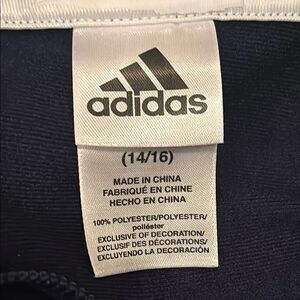 adidas
(14/16)
MADE IN CHINA
FABRIQUÉ EN CHINE
HECHO EN CHINA
100% POLYESTER/POLYESTER/
poliéster
EXCLUSIVE OF DECORATION/
EXCLUSIF DES DÉCORATIONS/
EXCLUYENDO LA DECORACIÓN